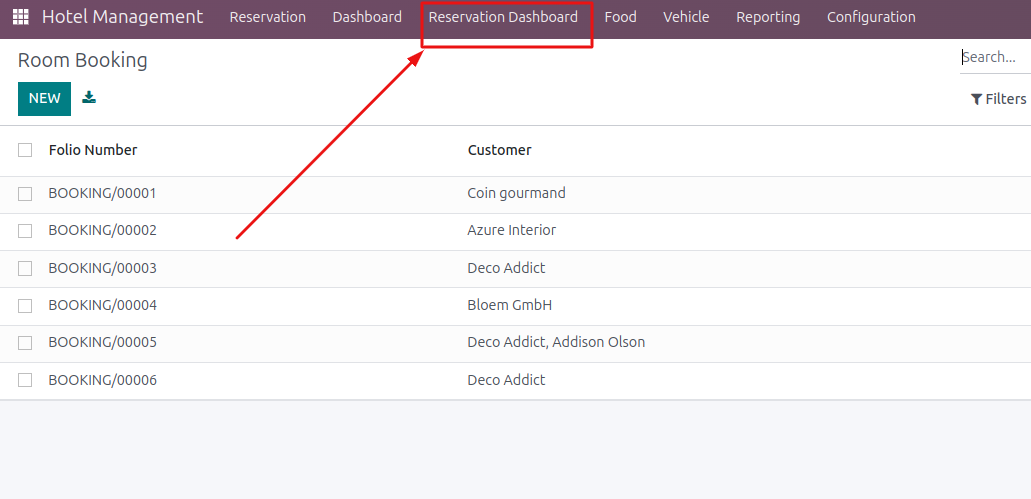 Hotel Management Reservation Dashboard Reservation Dashboard Food Vehicle Reporting Configuration
Room Booking
Search...
NEW
Filters
Folio Number Customer
BOOKING/00001 Coin gourmand
BOOKING/00002 Azure Interior
BOOKING/00003 Deco Addict
BOOKING/00004 Bloem GmbH
BOOKING/00005 Deco Addict, Addison Olson
BOOKING/00006 Deco Addict